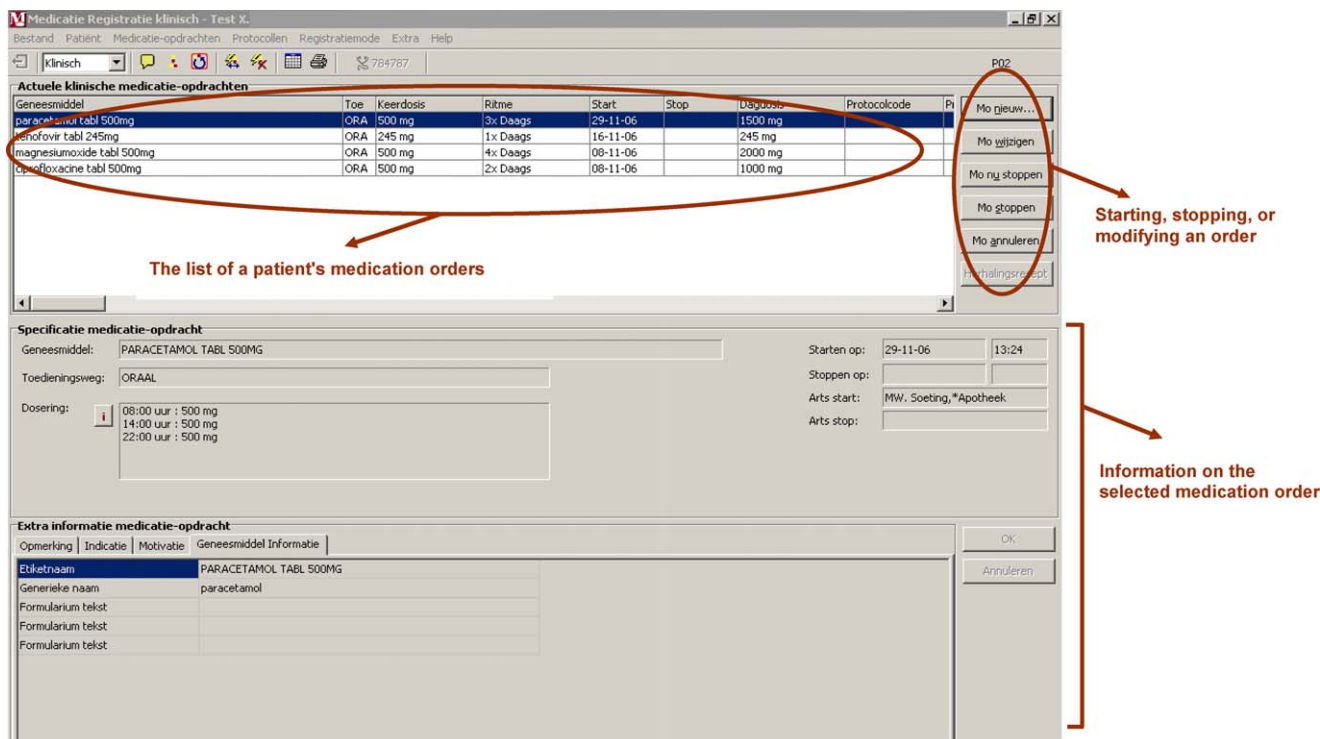 Medicatie Registratie klinisch - Test X.
Bestand Patiënt Medicatie-opdrachten Protocollen Registratiemode Extra Help
Klinisch 784787 P02
Actuele klinische medicatie-opdrachten
Geneesmiddel Toe Keerdosis Ritme Start Stop Dagdosis Protocolcode
paracetamol tabl 500mg ORA 500 mg 3x Daags 29-11-06 1500 mg
tenofovir tabl 245mg ORA 245 mg 1x Daags 16-11-06 245 mg
magnesiumoxide tabl 500mg ORA 500 mg 4x Daags 08-11-06 2000 mg
ciprofloxacine tabl 500mg ORA 500 mg 2x Daags 08-11-06 1000 mg
Mo nieuw...
Mo wijzigen
Mo nu stoppen
Mo stoppen
Mo annuleren
Herhalingsrecept
Starting, stopping, or
modifying an order
The list of a patient's medication orders
Specificatie medicatie-opdracht
Geneesmiddel: PARACETAMOL TABL 500MG
Toedieningsweg: ORAAL
Dosering: i
08:00 uur : 500 mg
14:00 uur : 500 mg
22:00 uur : 500 mg
Starten op: 29-11-06 13:24
Stoppen op:
Arts start: MW. Soeting,*Apotheek
Arts stop:
Information on the
selected medication order
Extra informatie medicatie-opdracht
Opmerking Indicatie Motivatie Geneesmiddel Informatie
Etiketnaam PARACETAMOL TABL 500MG
Generieke naam paracetamol
Formularium tekst
Formularium tekst
Formularium tekst
OK
Annuleren